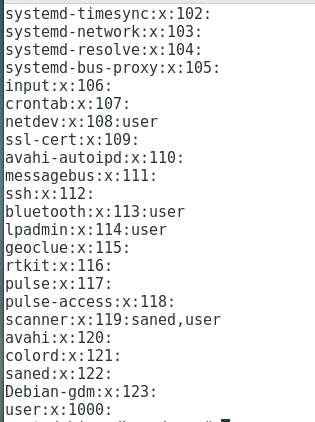 systemd-timesync:x:102:
systemd-network:x:103:
systemd-resolve:x:104:
systemd-bus-proxy:x:105:
input:x:106:
crontab:x:107:
netdev:x:108:user
ssl-cert:x:109:
avahi-autoipd:x:110:
messagebus:x:111:
ssh:x:112:
bluetooth:x:113:user
lpadmin:x:114:user
geoclue:x:115:
rtkit:x:116:
pulse:x:117:
pulse-access:x:118:
scanner:x:119:saned,user
avahi:x:120:
colord:x:121:
saned:x:122:
Debian-gdm:x:123:
user:x:1000: